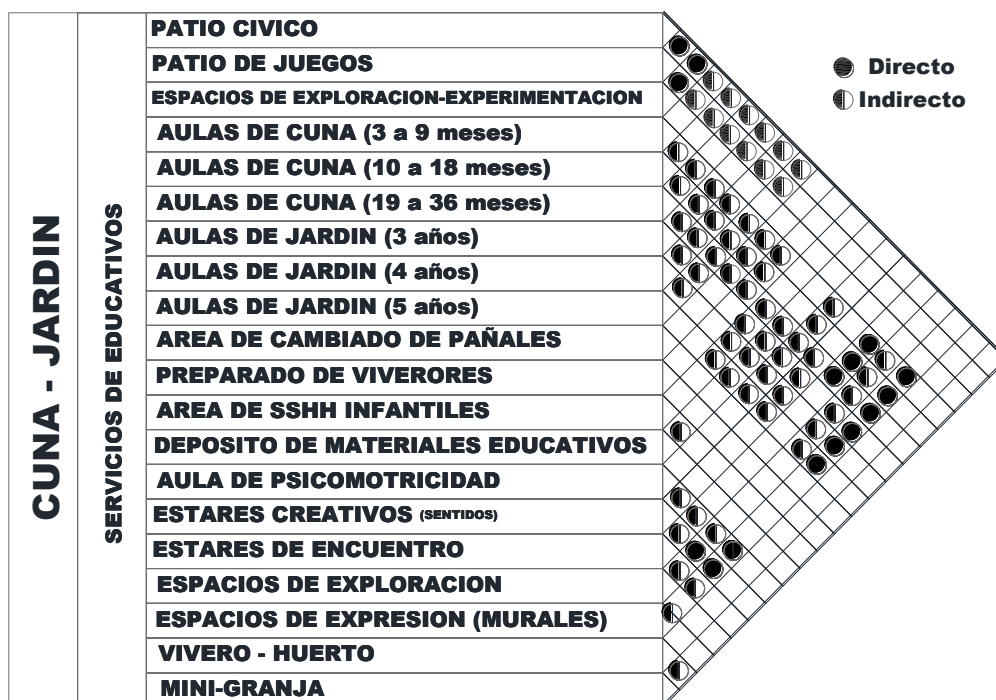 CUNA - JARDIN
SERVICIOS DE EDUCATIVOS
PATIO CIVICO
PATIO DE JUEGOS
ESPACIOS DE EXPLORACION-EXPERIMENTACION
AULAS DE CUNA (3 a 9 meses)
AULAS DE CUNA (10 a 18 meses)
AULAS DE CUNA (19 a 36 meses)
AULAS DE JARDIN (3 años)
AULAS DE JARDIN (4 años)
AULAS DE JARDIN (5 años)
AREA DE CAMBIADO DE PAÑALES
PREPARADO DE VIVERORES
AREA DE SSHH INFANTILES
DEPOSITO DE MATERIALES EDUCATIVOS
AULA DE PSICOMOTRICIDAD
ESTARES CREATIVOS (SENTIDOS)
ESTARES DE ENCUENTRO
ESPACIOS DE EXPLORACION
ESPACIOS DE EXPRESION (MURALES)
VIVERO - HUERTO
MINI-GRANJA
Directo
Indirecto